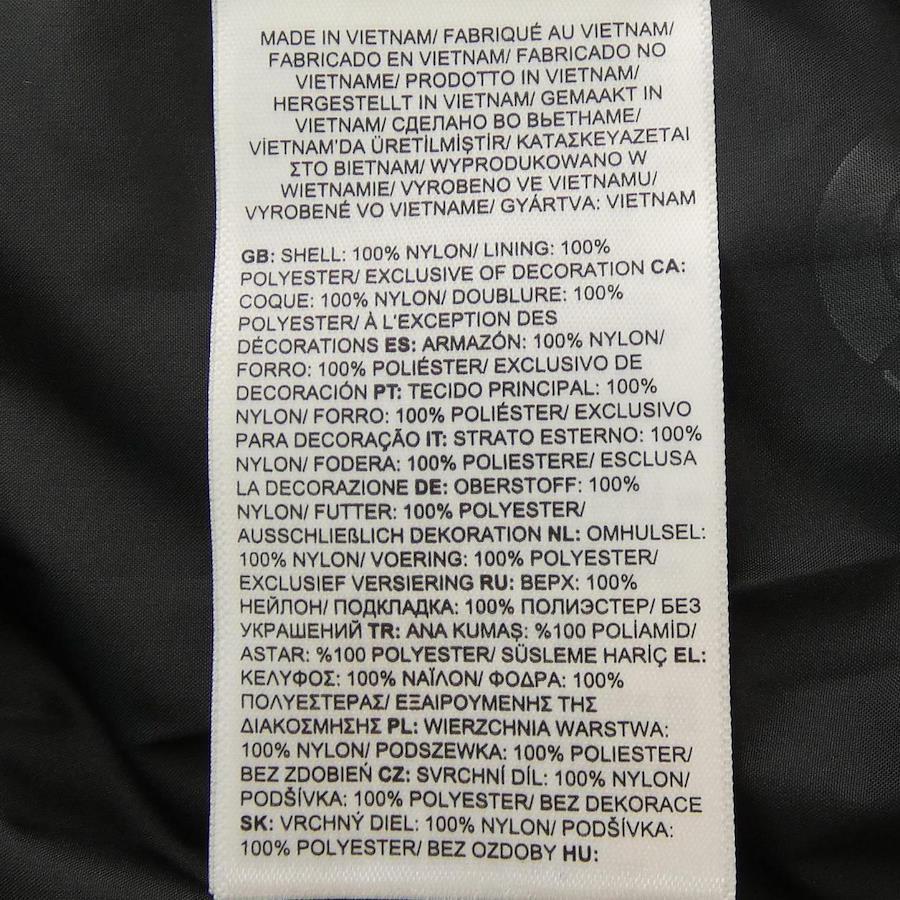 MADE IN VIETNAM/ FABRIQUÉ AU VIETNAM/
FABRICADO EN VIETNAM/ FABRICADO NO
VIETNAME/ PRODOTTO IN VIETNAM/
HERGESTELLT IN VIETNAM/ GEMAAKT IN
VIETNAM/ СДЕЛАНО ВО ВЬЕТНАМЕ/
VİETNAM'DA ÜRETİLMİŞTİR/ ΚΑΤΑΣΚΕΥΑΖΕΤΑΙ
ΣΤΟ ΒΙΕΤΝΑΜ/ WYPRODUKOWANO W
WIETNAMIE/ VYROBENO VE VIETNAMU/
VYROBENÉ VO VIETNAME/ GYÁRTVA: VIETNAM
GB: SHELL: 100% NYLON/ LINING: 100%
POLYESTER/ EXCLUSIVE OF DECORATION CA:
COQUE: 100% NYLON/ DOUBLURE: 100%
POLYESTER/ À L'EXCEPTION DES
DÉCORATIONS ES: ARMAZÓN: 100% NYLON/
FORRO: 100% POLIÉSTER/ EXCLUSIVO DE
DECORACIÓN PT: TECIDO PRINCIPAL: 100%
NYLON/ FORRO: 100% POLIÉSTER/ EXCLUSIVO
PARA DECORAÇÃO IT: STRATO ESTERNO: 100%
NYLON/ FODERA: 100% POLIESTERE/ ESCLUSA
LA DECORAZIONE DE: OBERSTOFF: 100%
NYLON/ FUTTER: 100% POLYESTER/
AUSSCHLIEßLICH DEKORATION NL: OMHULSEL:
100% NYLON/ VOERING: 100% POLYESTER/
EXCLUSIEF VERSIERING RU: ВЕРХ: 100%
НЕЙЛОН/ ПОДКЛАДКА: 100% ПОЛИЭСТЕР/ БЕЗ
УКРАШЕНИЙ TR: ANA KUMAŞ: %100 POLİAMİD/
ASTAR: %100 POLYESTER/ SÜSLEME HARİÇ EL:
ΚΕΛΥΦΟΣ: 100% ΝΑΪΛΟΝ/ ΦΟΔΡΑ: 100%
ΠΟΛΥΕΣΤΕΡΑΣ/ ΕΞΑΙΡΟΥΜΕΝΗΣ ΤΗΣ
ΔΙΑΚΟΣΜΗΣΗΣ PL: WIERZCHNIA WARSTWA:
100% NYLON/ PODSZEWKA: 100% POLIESTER/
BEZ ZDOBIEŃ CZ: SVRCHNÍ DÍL: 100% NYLON/
PODŠÍVKA: 100% POLYESTER/ BEZ DEKORACE
SK: VRCHNÝ DIEL: 100% NYLON/ PODŠÍVKA:
100% POLYESTER/ BEZ OZDOBY HU: